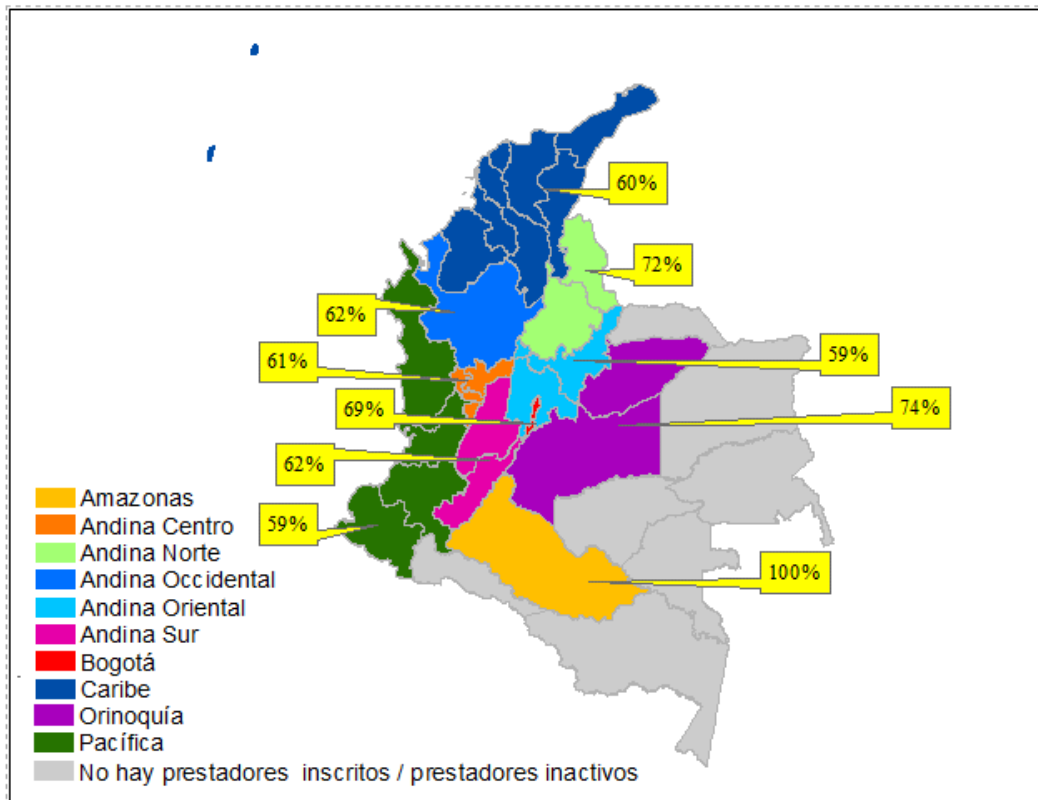 60%
72%
62%
61%
59%
69%
74%
62%
59%
100%
Amazonas
Andina Centro
Andina Norte
Andina Occidental
Andina Oriental
Andina Sur
Bogotá
Caribe
Orinoquía
Pacífica
No hay prestadores inscritos / prestadores inactivos